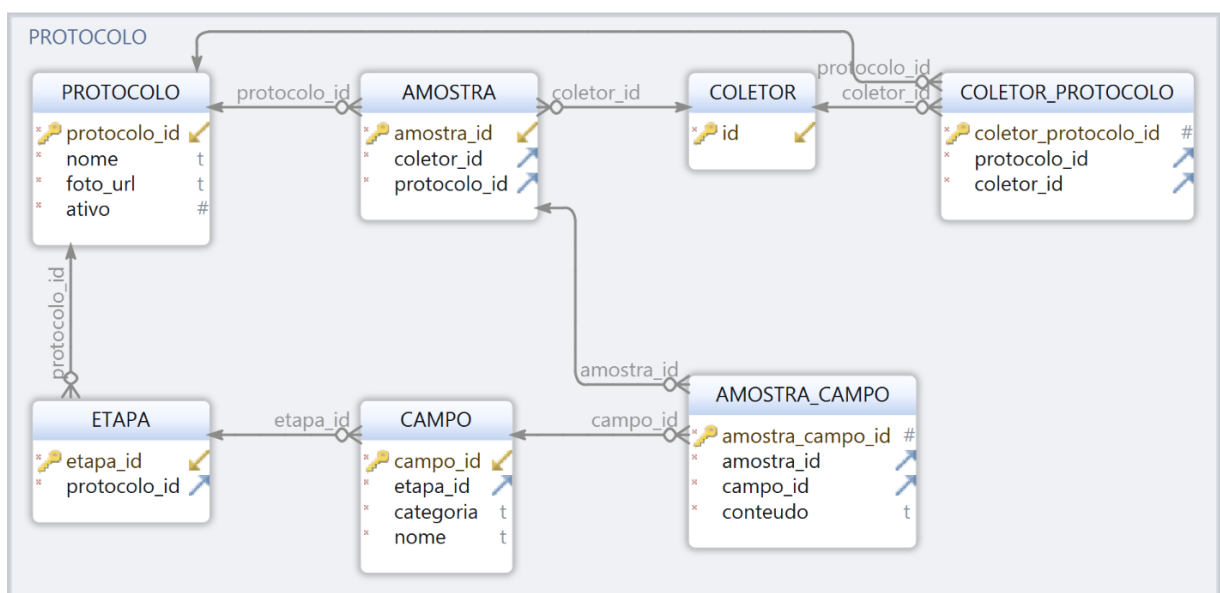 PROTOCOLO
protocolo_id
PROTOCOLO
protocolo_id
nome t
foto_url t
ativo #
protocolo_id
AMOSTRA
amostra_id
coletor_id
protocolo_id
coletor_id
COLETOR
id
coletor_id
COLETOR_PROTOCOLO
coletor_protocolo_id #
protocolo_id
coletor_id
protocolo_id
ETAPA
etapa_id
protocolo_id
etapa_id
CAMPO
campo_id
etapa_id
categoria t
nome t
amostra_id
campo_id
AMOSTRA_CAMPO
amostra_campo_id #
amostra_id
campo_id
conteudo t